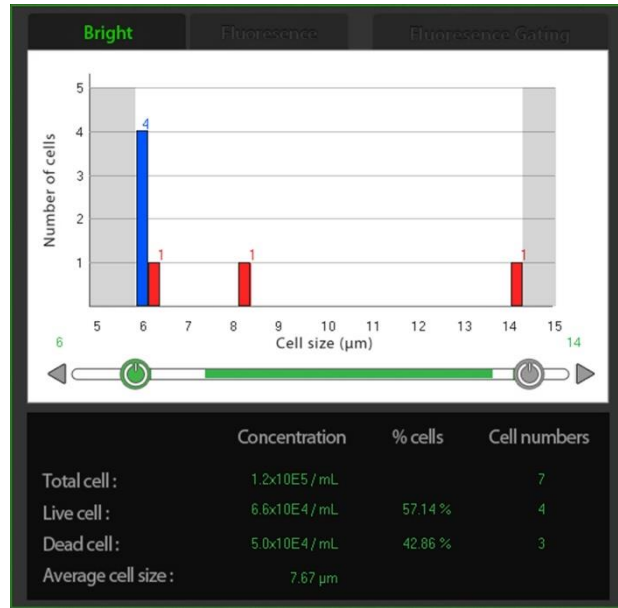 Bright Fluoresence Fluoresence Gating
5
4
3
2
1
Number of cells
4
1
1
1
5 6 7 8 9 10 11 12 13 14 15
Cell size (µm)
6 14
Concentration % cells Cell numbers
Total cell : 1.2x10E5 / mL 7
Live cell : 6.6x10E4 / mL 57.14 % 4
Dead cell : 5.0x10E4 / mL 42.86 % 3
Average cell size : 7.67 µm